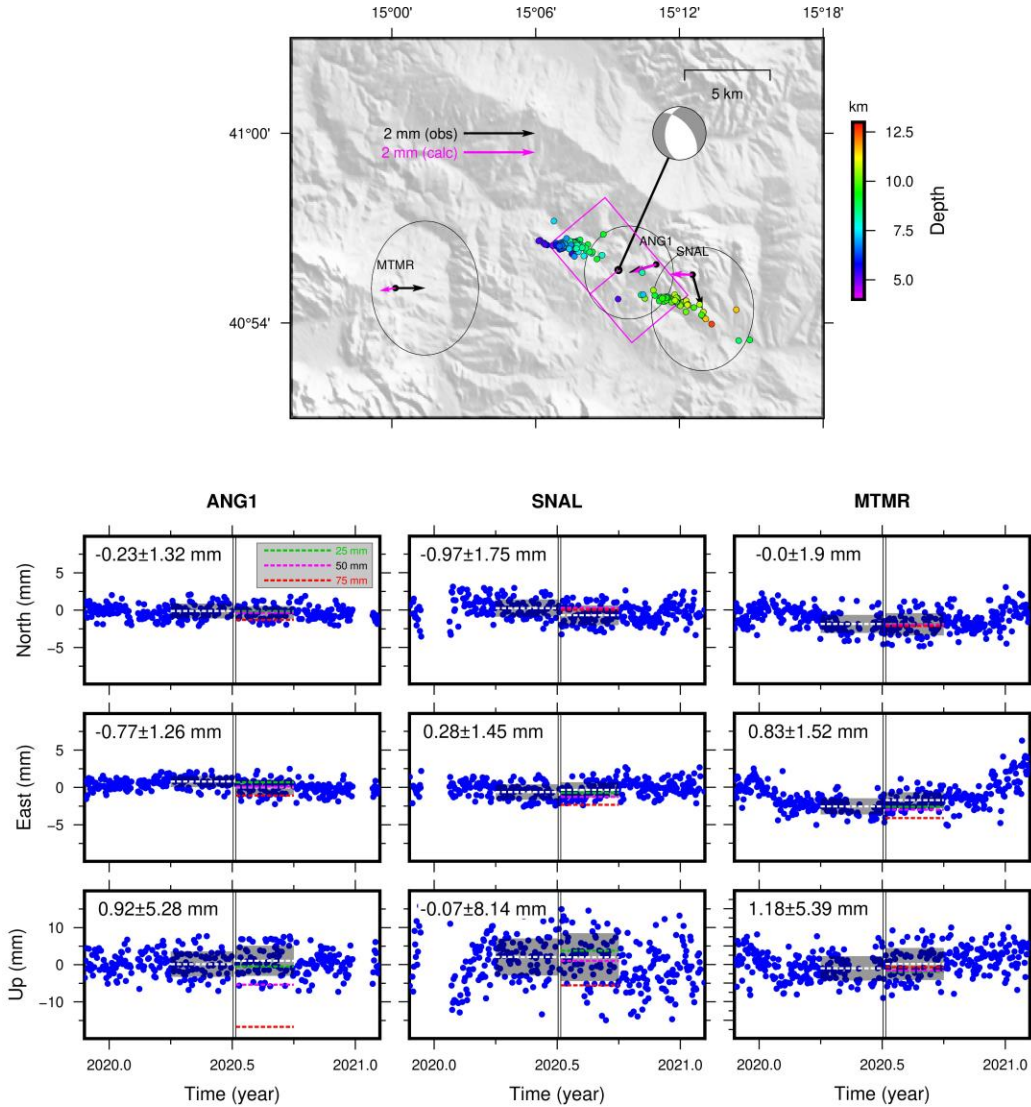 15°00' 15°06' 15°12' 15°18'
5 km
km
41°00'
2 mm (obs)
2 mm (calc)
12.5
10.0
7.5
5.0
Depth
ANG1
SNAL
MTMR
40°54'
ANG1 SNAL MTMR
-0.23±1.32 mm
25 mm
50 mm
75 mm
-0.97±1.75 mm
-0.0±1.9 mm
North (mm)
5
0
−5
-0.77±1.26 mm
0.28±1.45 mm
0.83±1.52 mm
East (mm)
5
0
−5
0.92±5.28 mm
-0.07±8.14 mm
1.18±5.39 mm
Up (mm)
10
0
−10
2020.0 2020.5 2021.0 2020.0 2020.5 2021.0 2020.0 2020.5 2021.0
Time (year) Time (year) Time (year)